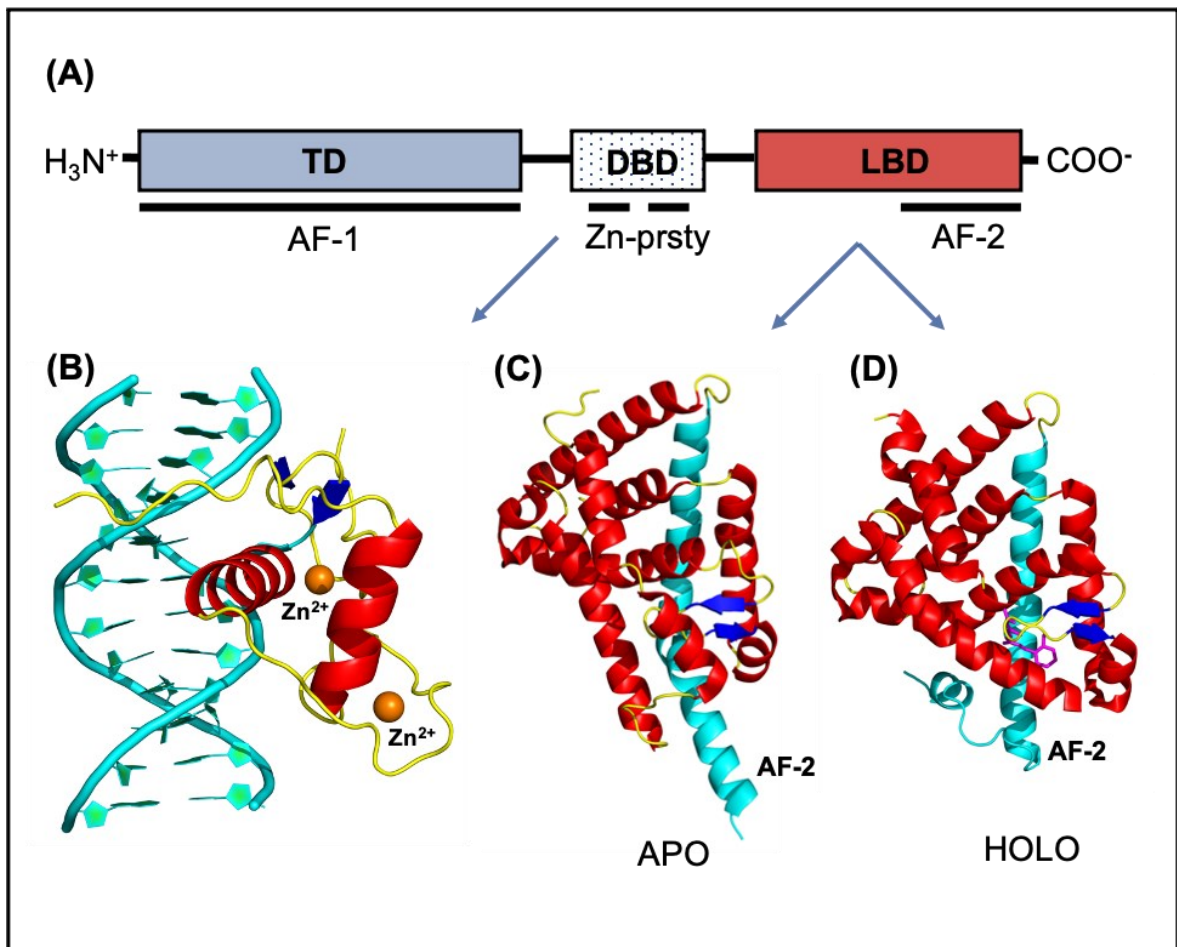 (A)
H₃N⁺ TD DBD LBD COO⁻
AF-1 Zn-prsty AF-2
(B) (C) (D)
Zn²⁺
Zn²⁺
AF-2 AF-2
APO HOLO